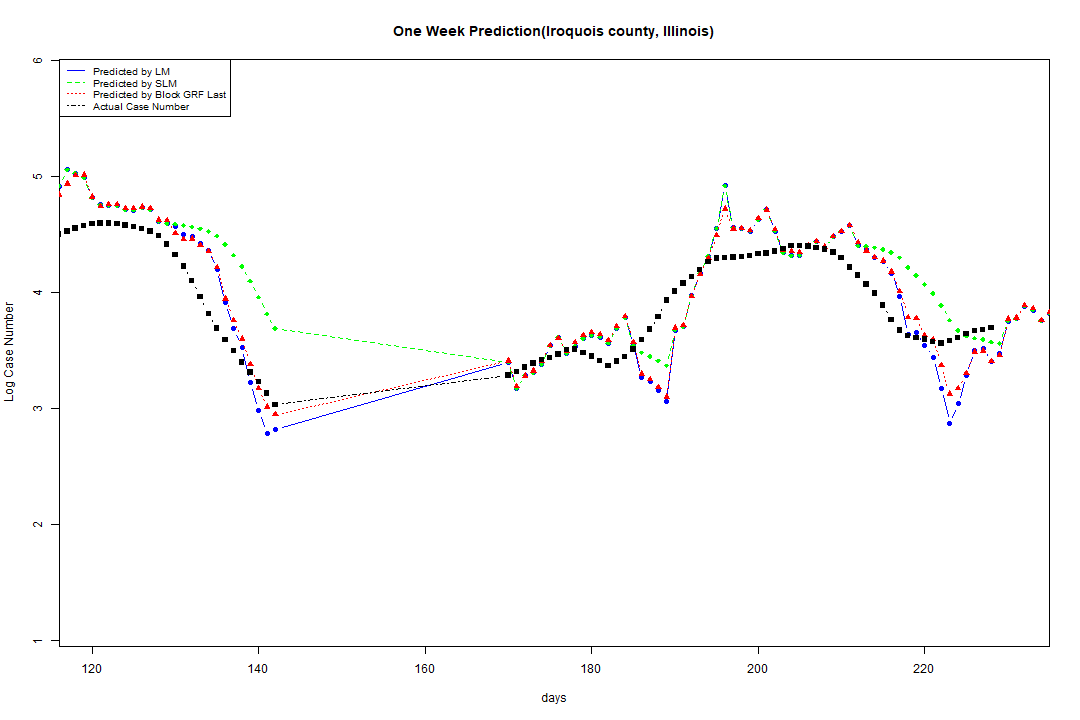 One Week Prediction(Iroquois county, Illinois)
Predicted by LM
Predicted by SLM
Predicted by Block GRF Last
Actual Case Number
6
5
4
3
2
1
Log Case Number
120 140 160 180 200 220
days